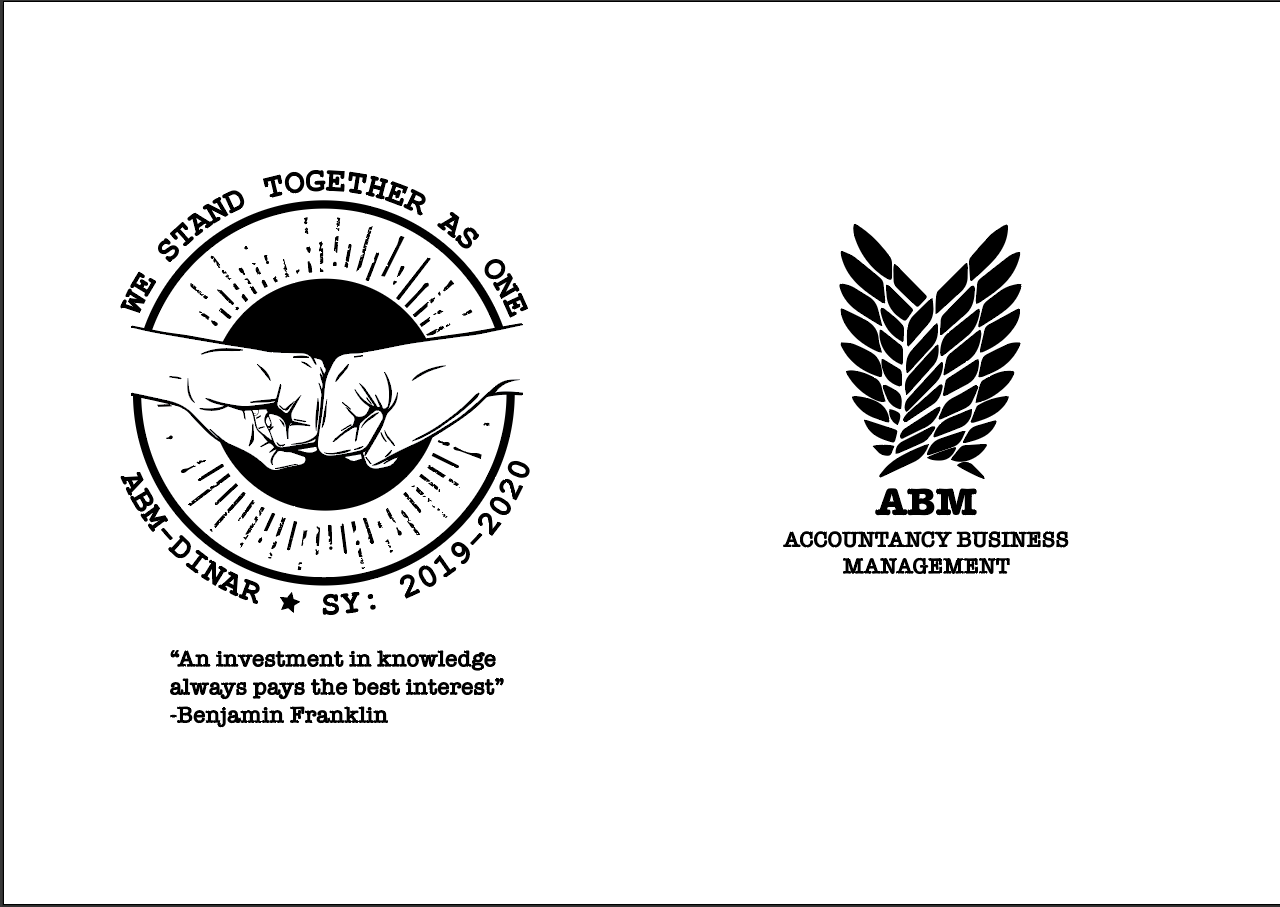 WE STAND TOGETHER AS ONE
ABM-DINAR ★ SY: 2019-2020
“An investment in knowledge
always pays the best interest”
-Benjamin Franklin
ABM
ACCOUNTANCY BUSINESS
MANAGEMENT